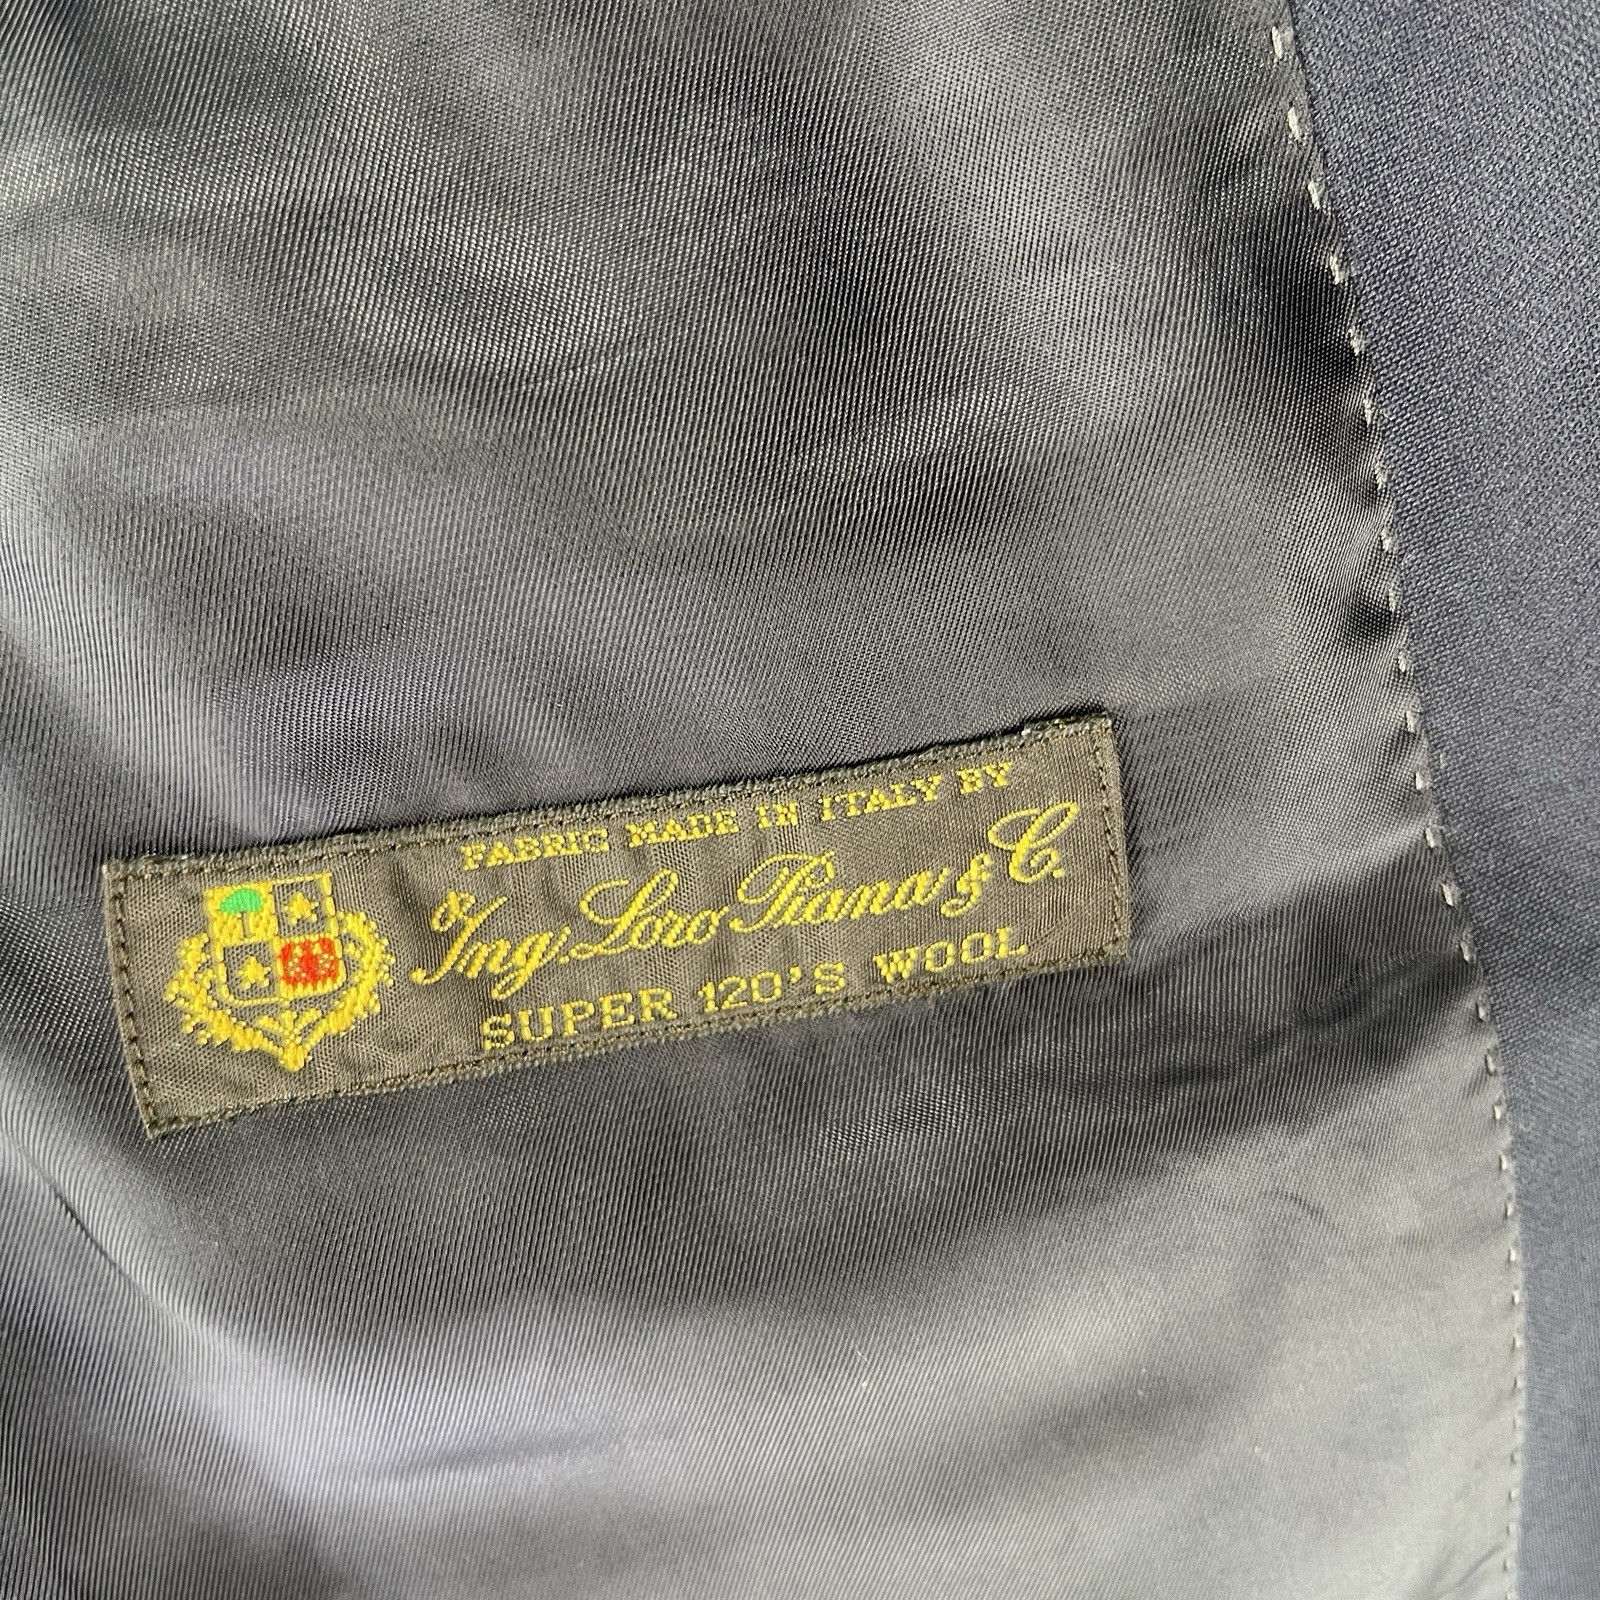 FABRIC MADE IN ITALY BY
Ing. Loro Piana & C.
SUPER 120'S WOOL